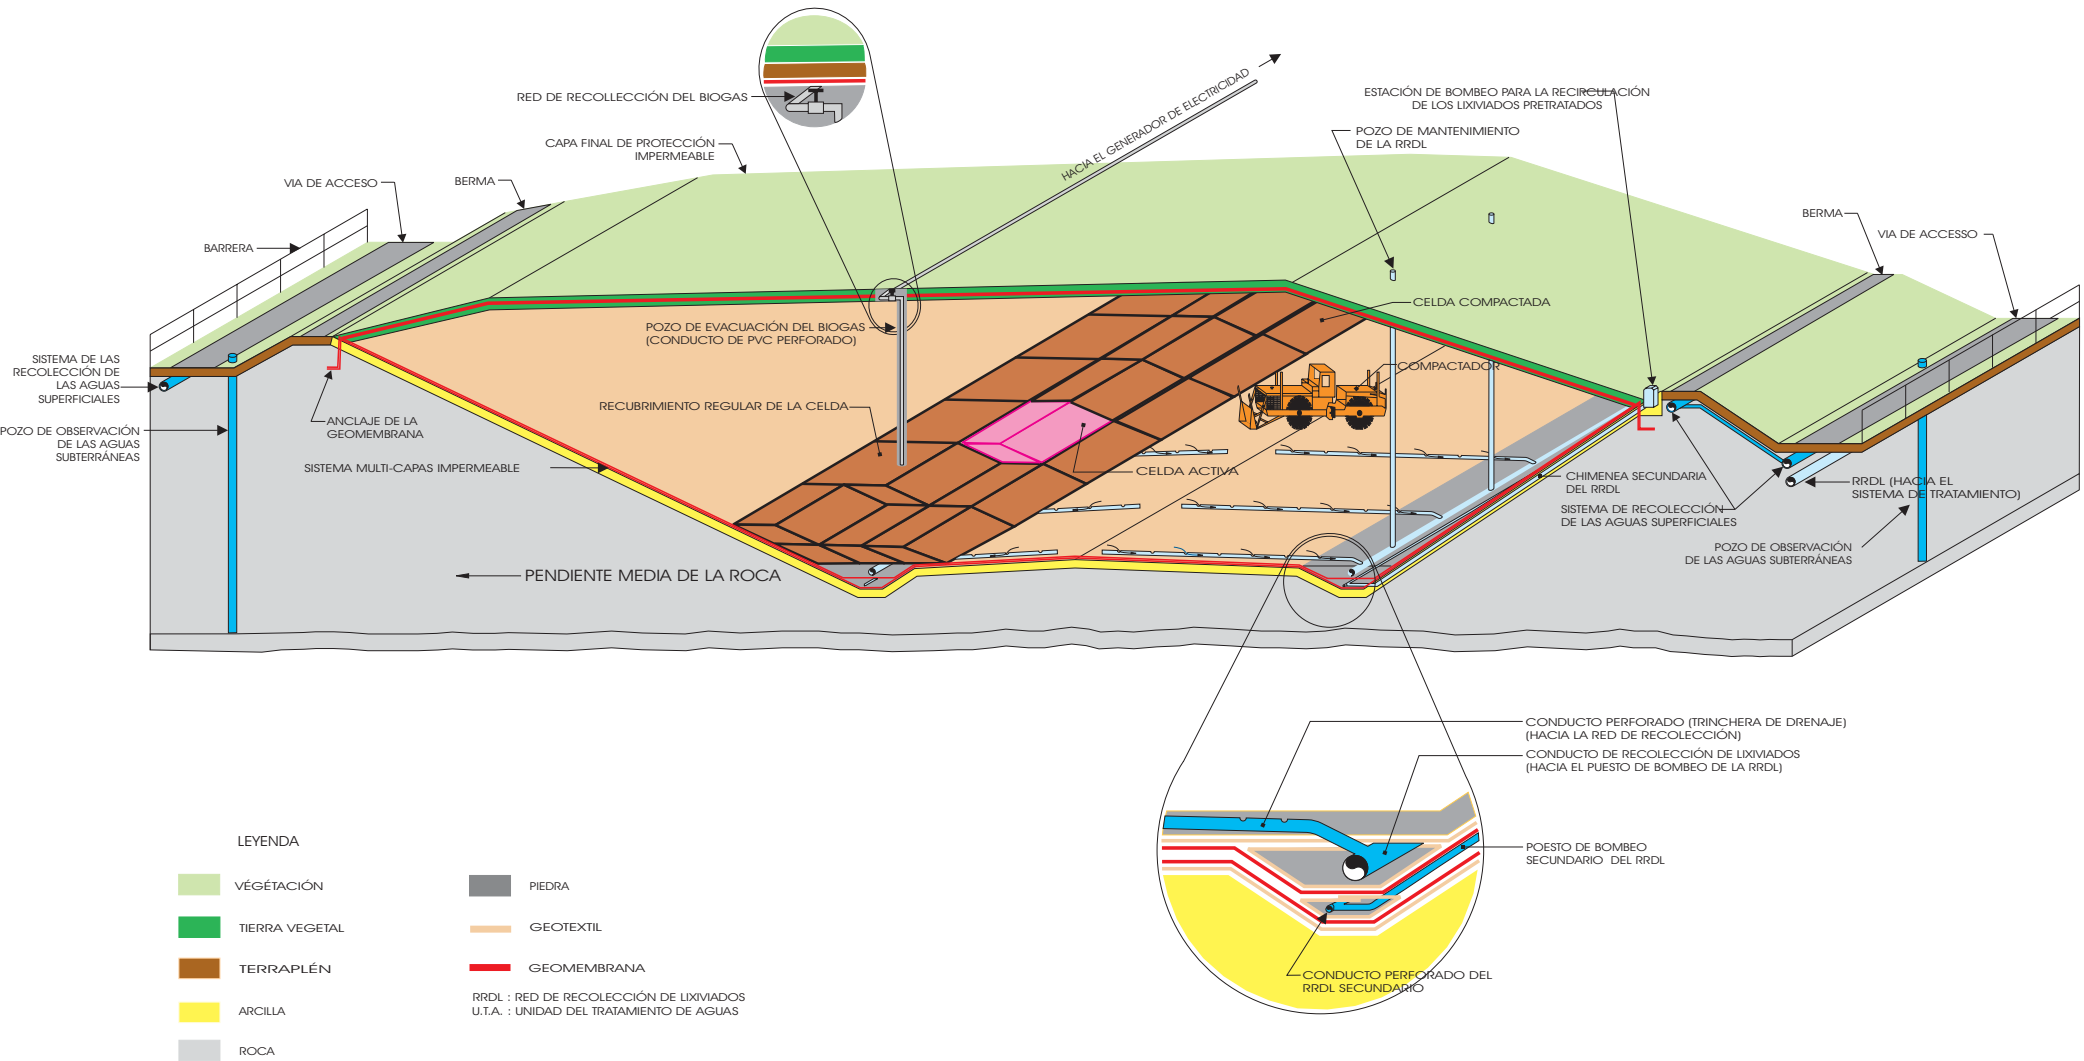 RED DE RECOLLECCIÓN DEL BIOGAS
HACIA EL GENERADOR DE ELECTRICIDAD
ESTACIÓN DE BOMBEO PARA LA RECIRCULACIÓN
DE LOS LIXIVIADOS PRETRATADOS
POZO DE MANTENIMIENTO
DE LA RRDL
CAPA FINAL DE PROTECCIÓN
IMPERMEABLE
VIA DE ACCESO
BERMA
BARRERA
BERMA
VIA DE ACCESSO
CELDA COMPACTADA
POZO DE EVACUACIÓN DEL BIOGAS
(CONDUCTO DE PVC PERFORADO)
SISTEMA DE LAS
RECOLECCIÓN DE
LAS AGUAS
SUPERFICIALES
COMPACTADOR
RECUBRIMIENTO REGULAR DE LA CELDA
ANCLAJE DE LA
GEOMEMBRANA
POZO DE OBSERVACIÓN
DE LAS AGUAS
SUBTERRÁNEAS
SISTEMA MULTI-CAPAS IMPERMEABLE
CELDA ACTIVA
CHIMENEA SECUNDARIA
DEL RRDL
RRDL (HACIA EL
SISTEMA DE TRATAMIENTO)
SISTEMA DE RECOLECCIÓN
DE LAS AGUAS SUPERFICIALES
POZO DE OBSERVACIÓN
DE LAS AGUAS SUBTERRÁNEAS
PENDIENTE MEDIA DE LA ROCA
CONDUCTO PERFORADO (TRINCHERA DE DRENAJE)
(HACIA LA RED DE RECOLECCIÓN)
CONDUCTO DE RECOLECCIÓN DE LIXIVIADOS
(HACIA EL PUESTO DE BOMBEO DE LA RRDL)
POESTO DE BOMBEO
SECUNDARIO DEL RRDL
CONDUCTO PERFORADO DEL
RRDL SECUNDARIO
LEYENDA
VÉGÉTACIÓN
TIERRA VEGETAL
TERRAPLÉN
ARCILLA
ROCA
PIEDRA
GEOTEXTIL
GEOMEMBRANA
RRDL : RED DE RECOLECCIÓN DE LIXIVIADOS
U.T.A. : UNIDAD DEL TRATAMIENTO DE AGUAS